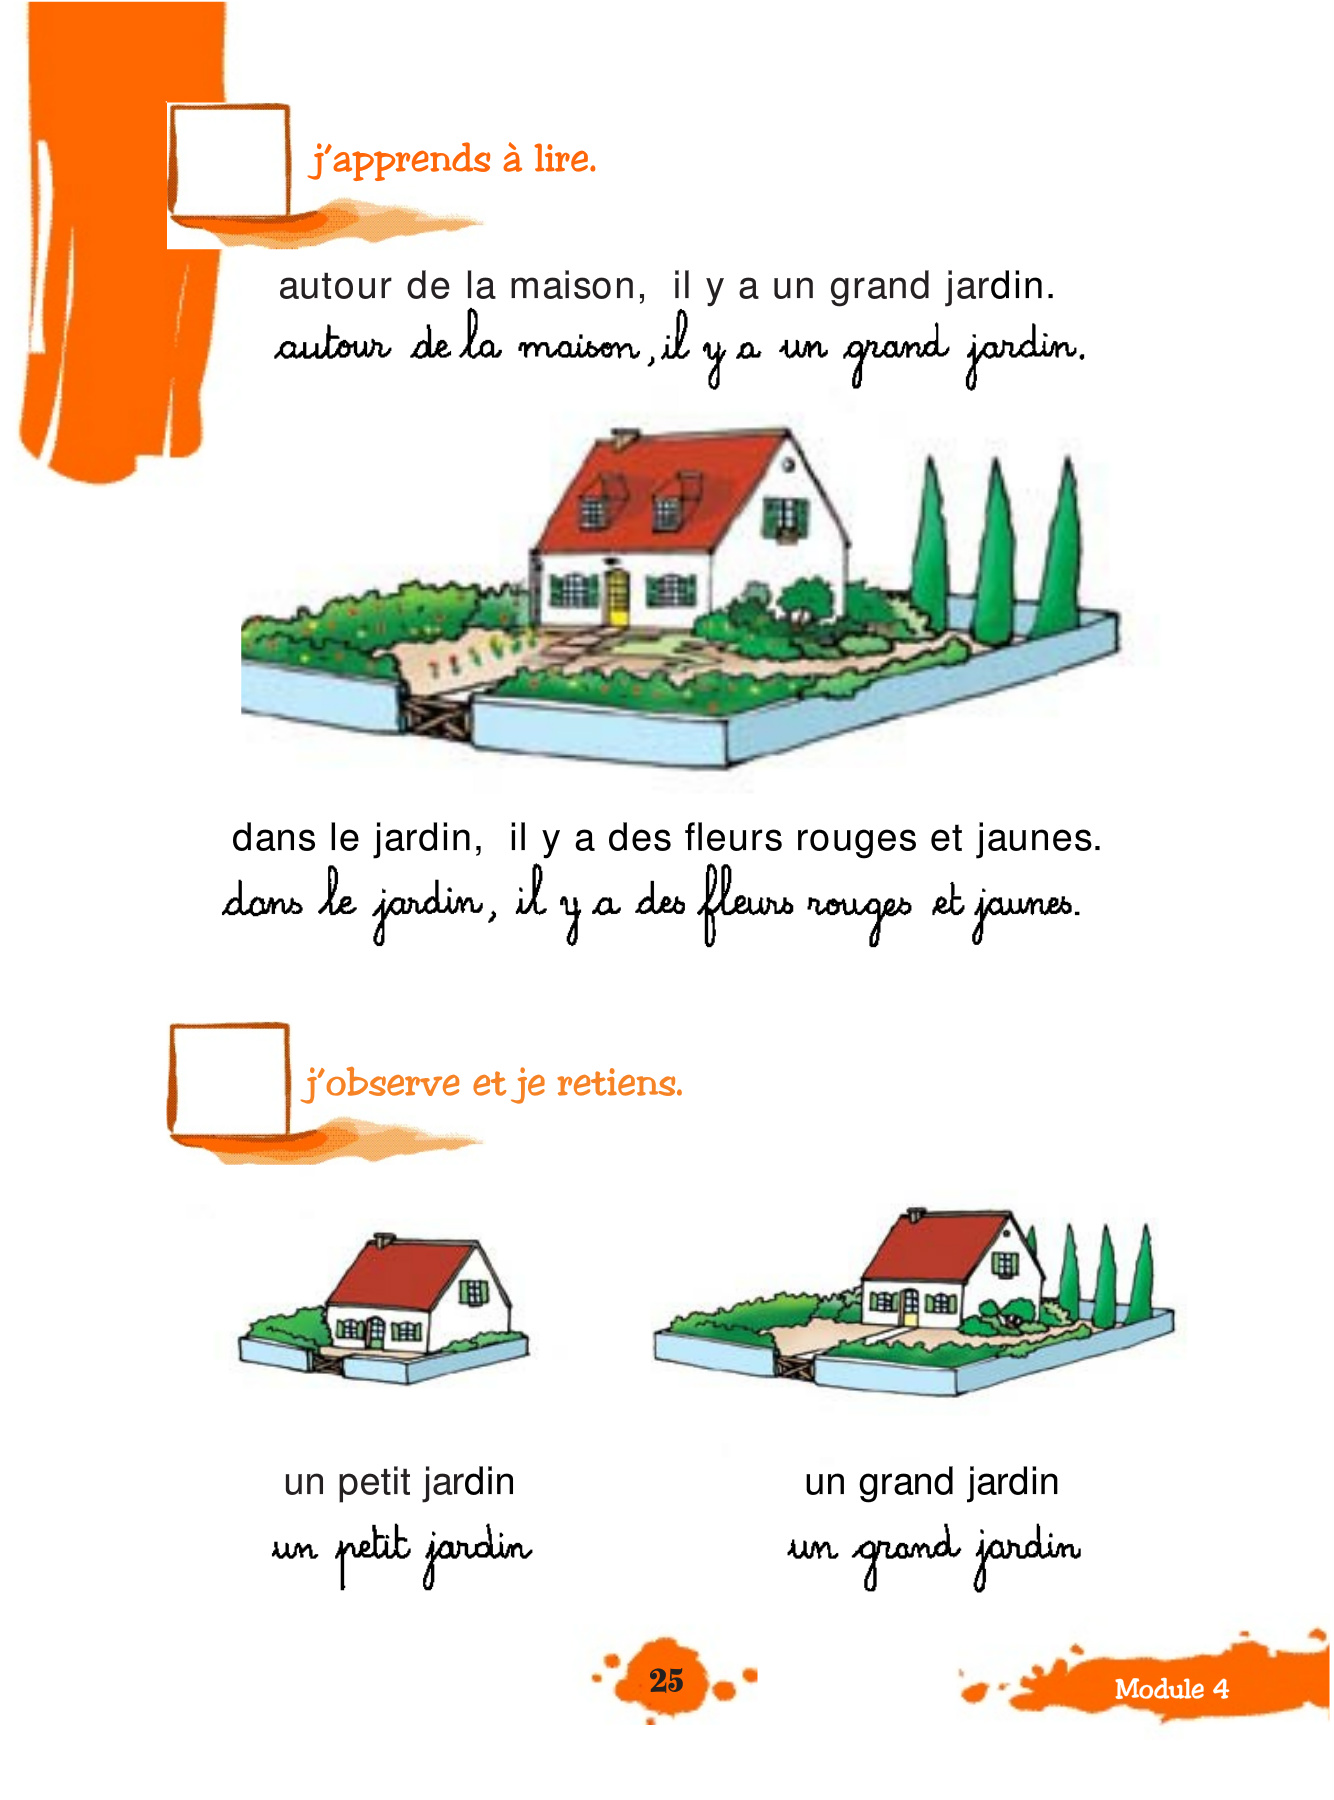 j'apprends à lire.
autour de la maison, il y a un grand jardin.
autour de la maison, il y a un grand jardin.
dans le jardin, il y a des fleurs rouges et jaunes.
dans le jardin, il y a des fleurs rouges et jaunes.
j'observe et je retiens.
un petit jardin
un grand jardin
un petit jardin
un grand jardin
25
Module 4